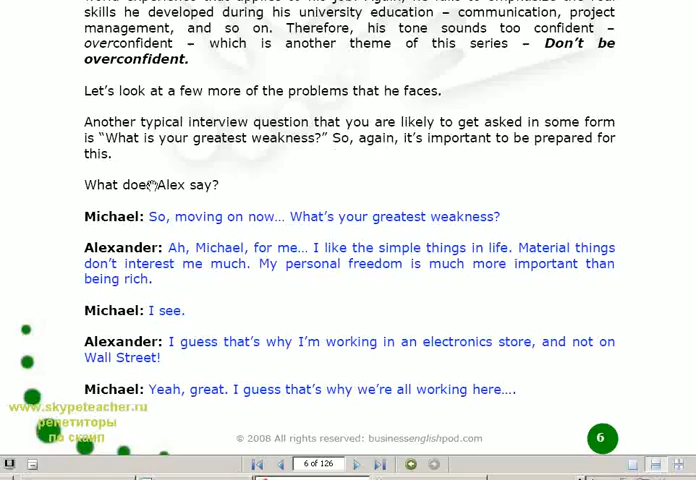 skills he developed during his university education – communication, project
management, and so on. Therefore, his tone sounds too confident –
overconfident – which is another theme of this series – Don't be
overconfident.
Let's look at a few more of the problems that he faces.
Another typical interview question that you are likely to get asked in some form
is “What is your greatest weakness?” So, again, it's important to be prepared for
this.
What does Alex say?
Michael: So, moving on now… What's your greatest weakness?
Alexander: Ah, Michael, for me… I like the simple things in life. Material things
don't interest me much. My personal freedom is much more important than
being rich.
Michael: I see.
Alexander: I guess that's why I'm working in an electronics store, and not on
Wall Street!
Michael: Yeah, great. I guess that's why we're all working here….
www.skypeteacher.ru
репетиторы
по скайп
© 2008 All rights reserved: businessenglishpod.com
6
6 of 126